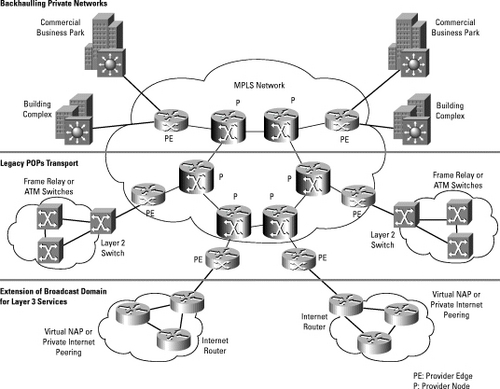 Backhaulling Private Networks
Commercial
Business Park
Commercial
Business Park
MPLS Network
P
P
Building
Complex
Building
Complex
PE
PE
Legacy POPs Transport
P
P
Frame Relay or
ATM Switches
Frame Relay or
ATM Switches
PE
PE
P
P
Layer 2
Switch
Layer 2
Switch
PE
PE
Extension of Broadcast Domain
for Layer 3 Services
Virtual NAP or
Private Internet
Peering
Internet
Router
Internet
Router
Virtual NAP or
Private Internet
Peering
PE: Provider Edge
P: Provider Node